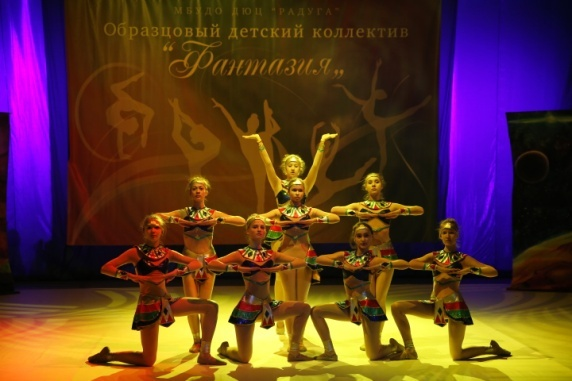 МБУДО ДЮЦ "РАДУГА"
Образцовый детский коллектив
"Фантазия"